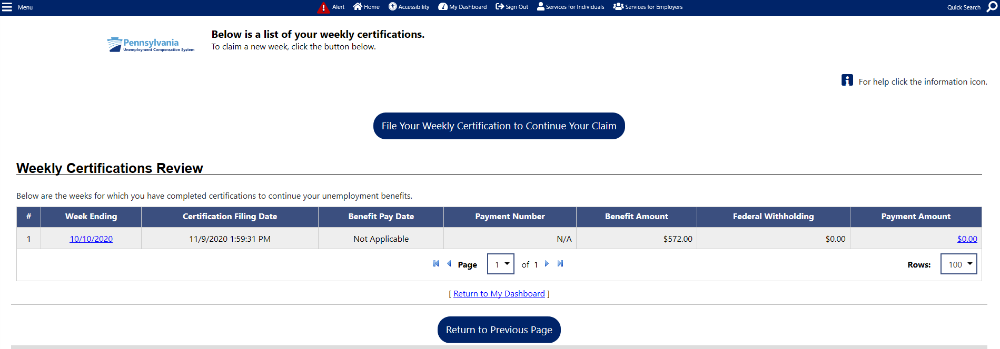 Menu Alert Home Accessibility My Dashboard Sign Out Services for Individuals Services for Employers Quick Search
Pennsylvania
Unemployment Compensation System
Below is a list of your weekly certifications.
To claim a new week, click the button below.
For help click the information icon.
File Your Weekly Certification to Continue Your Claim
Weekly Certifications Review
Below are the weeks for which you have completed certifications to continue your unemployment benefits.
# Week Ending Certification Filing Date Benefit Pay Date Payment Number Benefit Amount Federal Withholding Payment Amount
1 10/10/2020 11/9/2020 1:59:31 PM Not Applicable N/A $572.00 $0.00 $0.00
Page 1 of 1 Rows: 100
[ Return to My Dashboard ]
Return to Previous Page